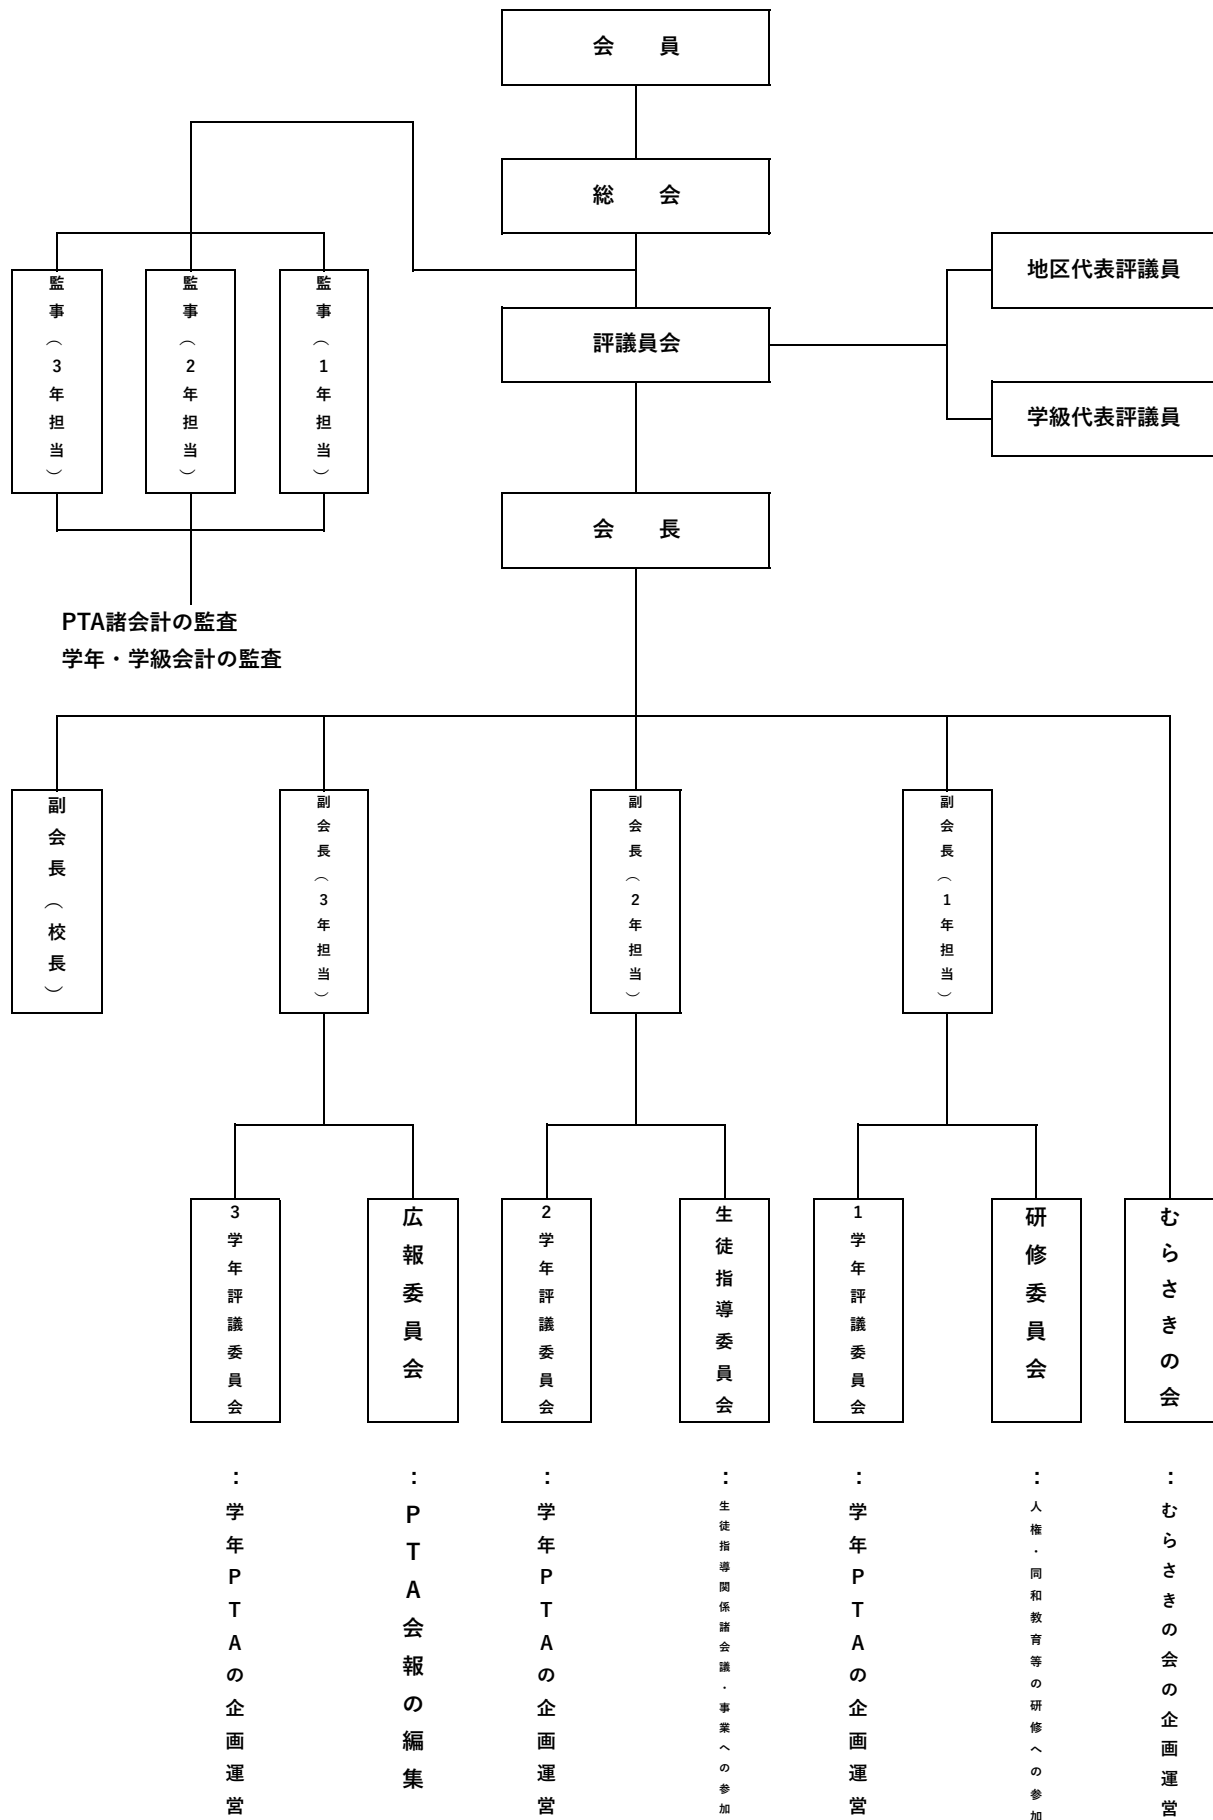 会　　員
総　　会
地区代表評議員
監事（3年担当）
監事（2年担当）
監事（1年担当）
評議員会
学級代表評議員
会　　長
PTA諸会計の監査
学年・学級会計の監査
副会長（校長）
副会長（3年担当）
副会長（2年担当）
副会長（1年担当）
3学年評議委員会
広報委員会
2学年評議委員会
生徒指導委員会
1学年評議委員会
研修委員会
むらさきの会
：学年PTAの企画運営
：PTA会報の編集
：学年PTAの企画運営
：生徒指導関係諸会議・事業への参加
：学年PTAの企画運営
：人権・同和教育等の研修への参加
：むらさきの会の企画運営